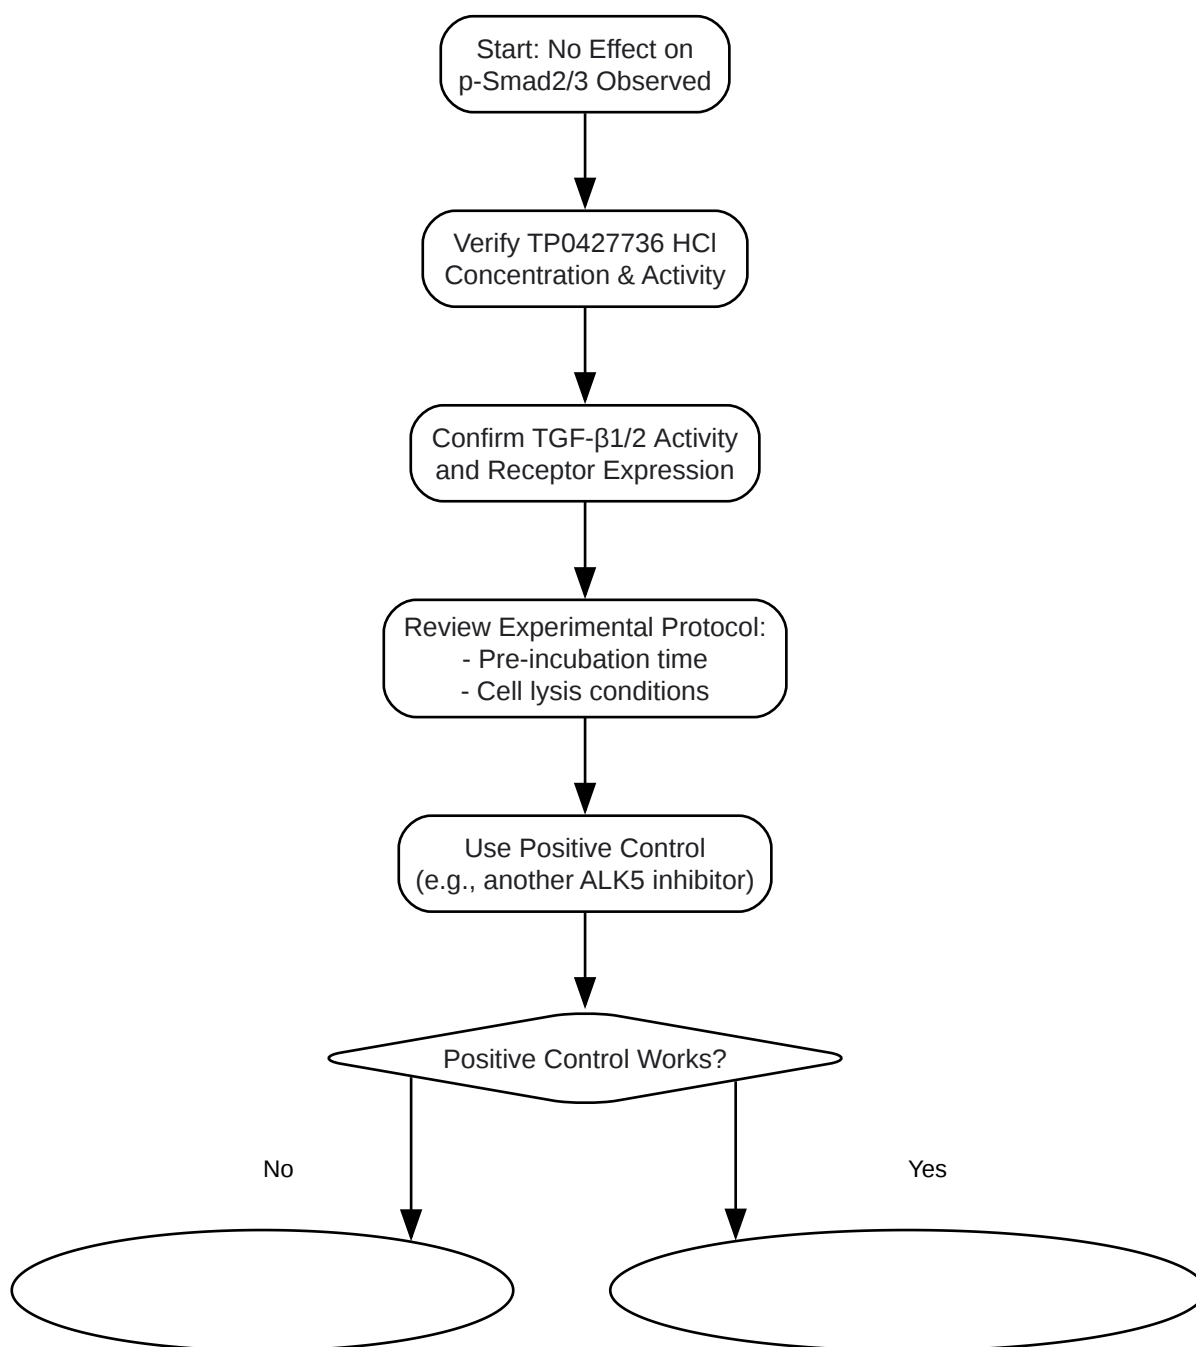 Start: No Effect on
p-Smad2/3 Observed
Verify TP0427736 HCl
Concentration & Activity
Confirm TGF-β1/2 Activity
and Receptor Expression
Review Experimental Protocol:
- Pre-incubation time
- Cell lysis conditions
Use Positive Control
(e.g., another ALK5 inhibitor)
Positive Control Works?
No
Yes